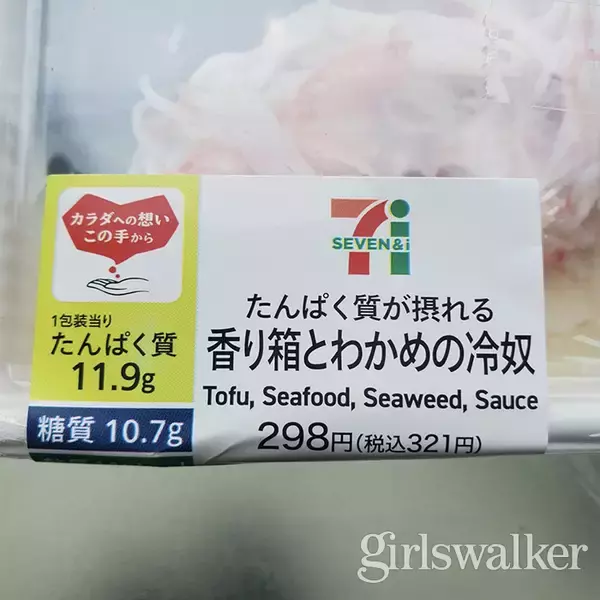 カラダへの想い
この手から
1包装当り
たんぱく質
11.9g
糖質 10.7g
SEVEN&i
たんぱく質が摂れる
香り箱とわかめの冷奴
Tofu, Seafood, Seaweed, Sauce
298円(税込321円)
girlswalker